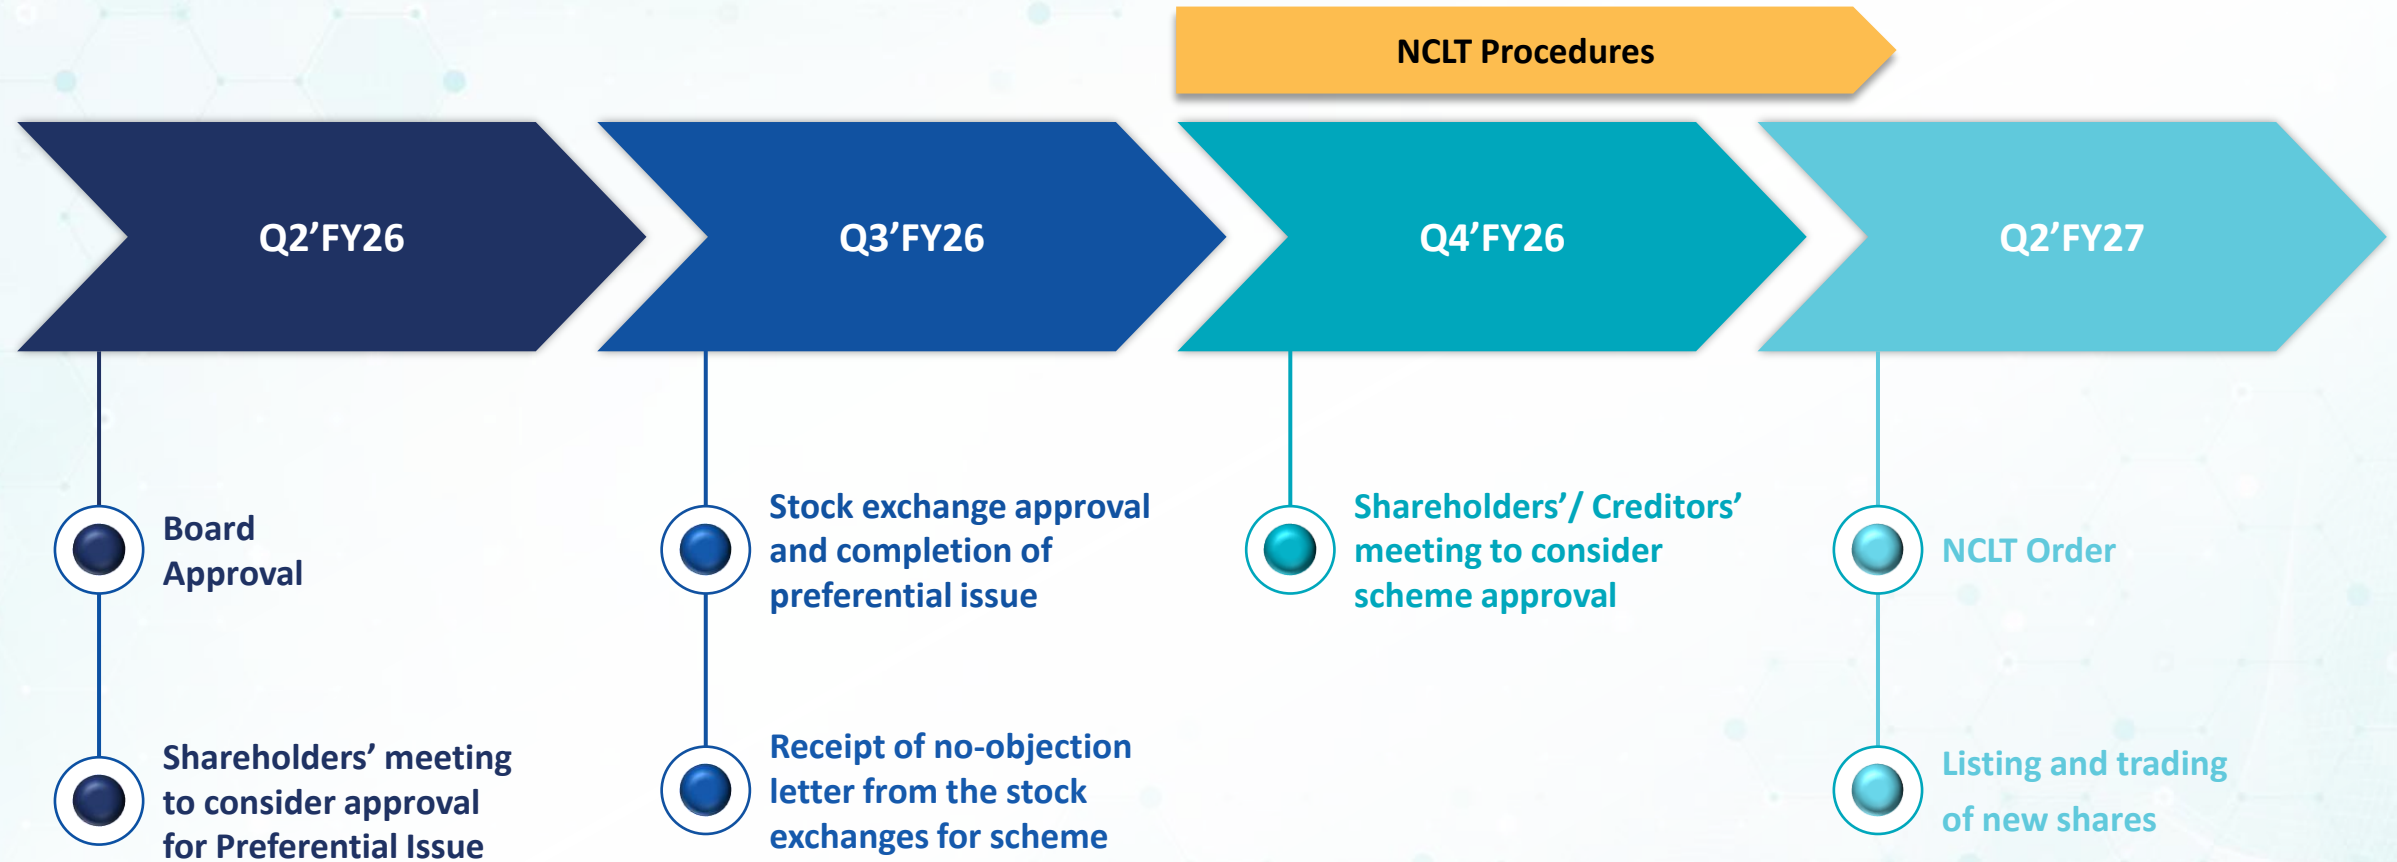 NCLT Procedures
Q2’FY26
Q3’FY26
Q4’FY26
Q2’FY27
Board
Approval
Shareholders’ meeting
to consider approval
for Preferential Issue
Stock exchange approval
and completion of
preferential issue
Receipt of no-objection
letter from the stock
exchanges for scheme
Shareholders’/ Creditors’
meeting to consider
scheme approval
NCLT Order
Listing and trading
of new shares